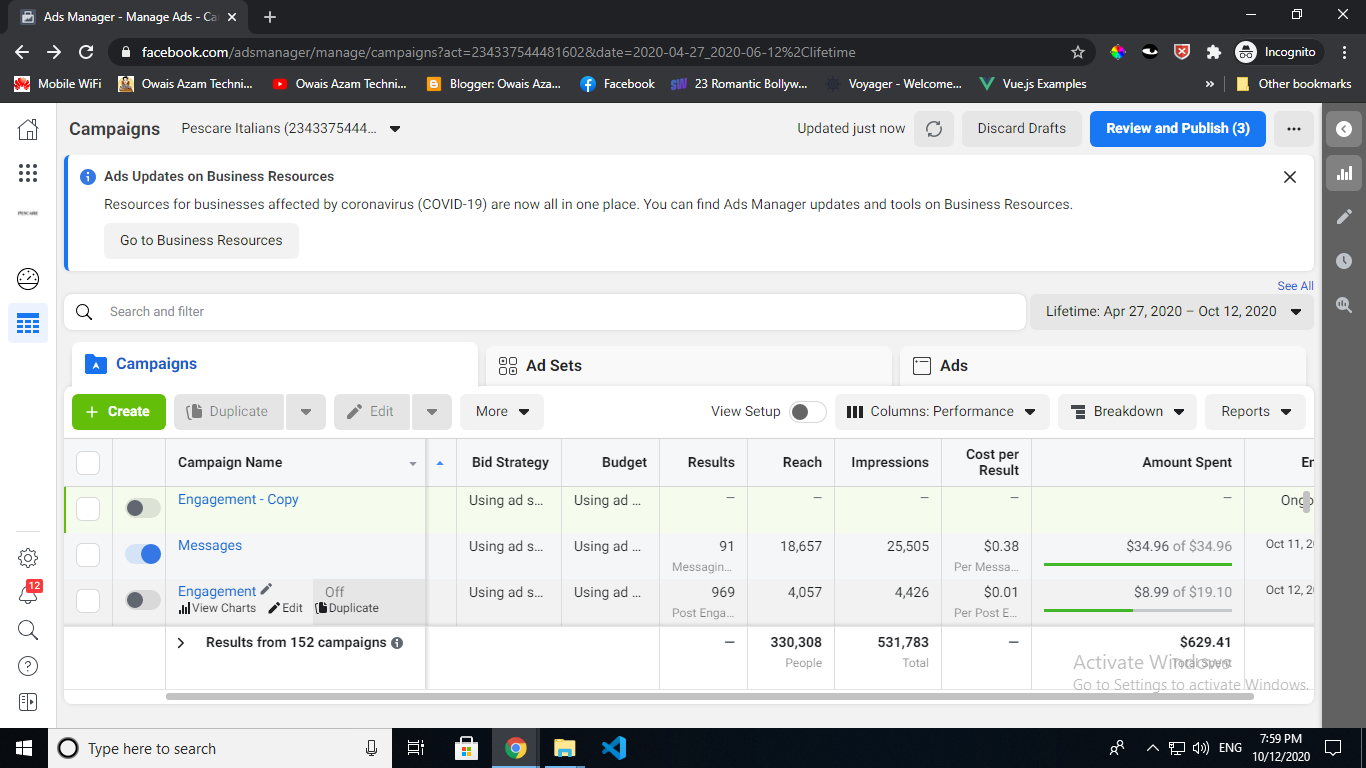 Ads Manager - Manage Ads - Ca
facebook.com/adsmanager/manage/campaigns?act=234337544481602&date=2020-04-27_2020-06-12%2Clifetime
Incognito
Mobile WiFi
Owais Azam Techni...
Owais Azam Techni...
Blogger: Owais Aza...
Facebook
SW 23 Romantic Bollyw...
Voyager - Welcome...
Vue.js Examples
»
Other bookmarks
Campaigns
Pescare Italians (2343375444...
Updated just now
Discard Drafts
Review and Publish (3)
Ads Updates on Business Resources
Resources for businesses affected by coronavirus (COVID-19) are now all in one place. You can find Ads Manager updates and tools on Business Resources.
Go to Business Resources
See All
Search and filter
Lifetime: Apr 27, 2020 – Oct 12, 2020
Campaigns
Ad Sets
Ads
+ Create
Duplicate
Edit
More
View Setup
Columns: Performance
Breakdown
Reports
Campaign Name
Bid Strategy
Budget
Results
Reach
Impressions
Cost per
Result
Amount Spent
En
Engagement - Copy
Using ad s...
Using ad ...
—
—
—
—
—
Ongo
Messages
Using ad s...
Using ad ...
91
18,657
25,505
$0.38
$34.96 of $34.96
Oct 11, 20
Messagin...
Per Messa...
Engagement
Off
Using ad s...
Using ad ...
969
4,057
4,426
$0.01
$8.99 of $19.10
Oct 12, 20
View Charts
Edit
Duplicate
Post Enga...
Per Post E...
Results from 152 campaigns
—
330,308
531,783
—
$629.41
People
Total
Total Spent
Activate Windows
Go to Settings to activate Windows.
12
Type here to search
ENG
7:59 PM
10/12/2020